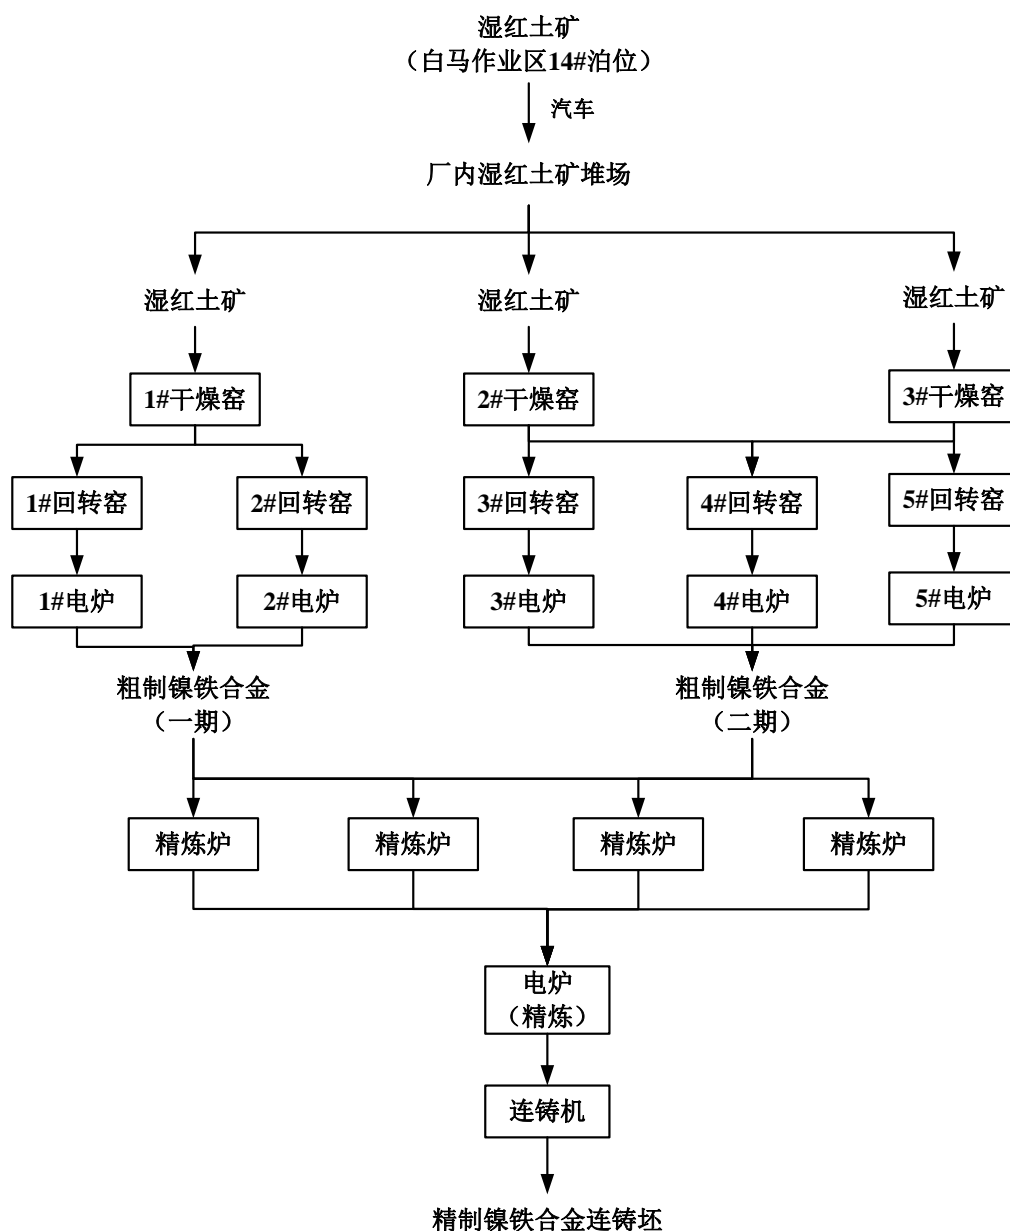 湿红土矿
（白马作业区14#泊位）
汽车
厂内湿红土矿堆场
湿红土矿
湿红土矿
湿红土矿
1#干燥窑
2#干燥窑
3#干燥窑
1#回转窑
2#回转窑
3#回转窑
4#回转窑
5#回转窑
1#电炉
2#电炉
3#电炉
4#电炉
5#电炉
粗制镍铁合金
（一期）
粗制镍铁合金
（二期）
精炼炉
精炼炉
精炼炉
精炼炉
电炉
（精炼）
连铸机
精制镍铁合金连铸坯